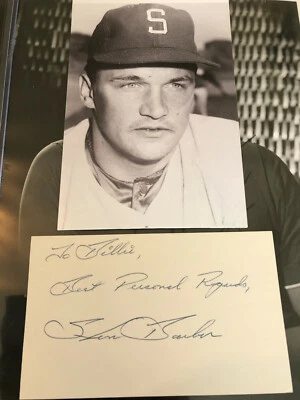 S
To Billie,
Best Personal Regards,